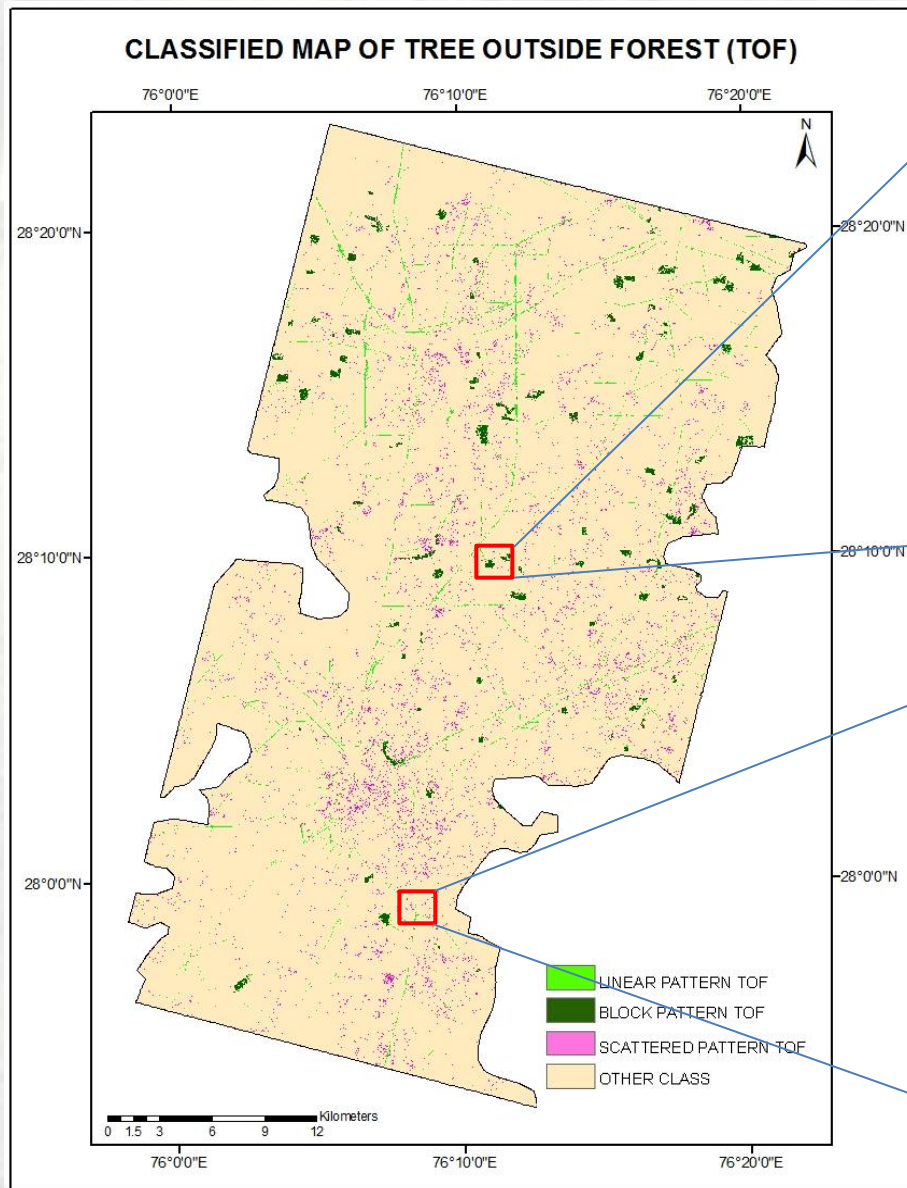 CLASSIFIED MAP OF TREE OUTSIDE FOREST (TOF)
76°0'0"E 76°10'0"E 76°20'0"E
N
28°20'0"N 28°20'0"N
28°10'0"N 28°10'0"N
28°0'0"N 28°0'0"N
LINEAR PATTERN TOF
BLOCK PATTERN TOF
SCATTERED PATTERN TOF
OTHER CLASS
Kilometers
0 1.5 3 6 9 12
76°0'0"E 76°10'0"E 76°20'0"E